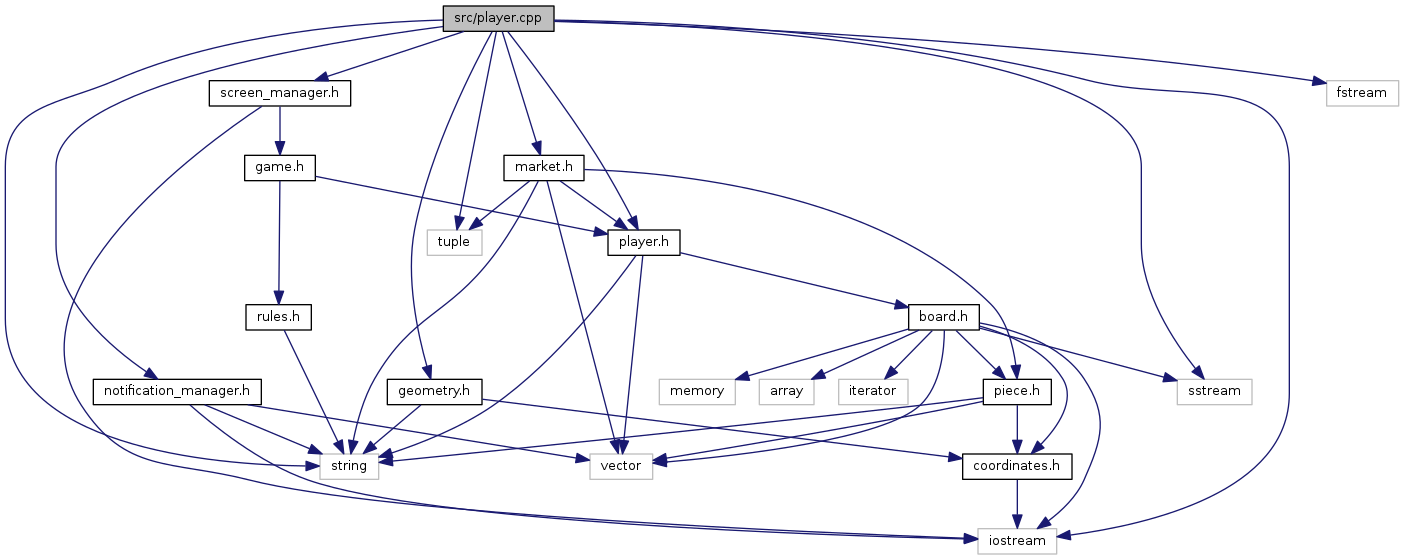 src/player.cpp
screen_manager.h
fstream
game.h
market.h
tuple
player.h
rules.h
board.h
notification_manager.h
geometry.h
memory
array
iterator
piece.h
sstream
string
vector
coordinates.h
iostream